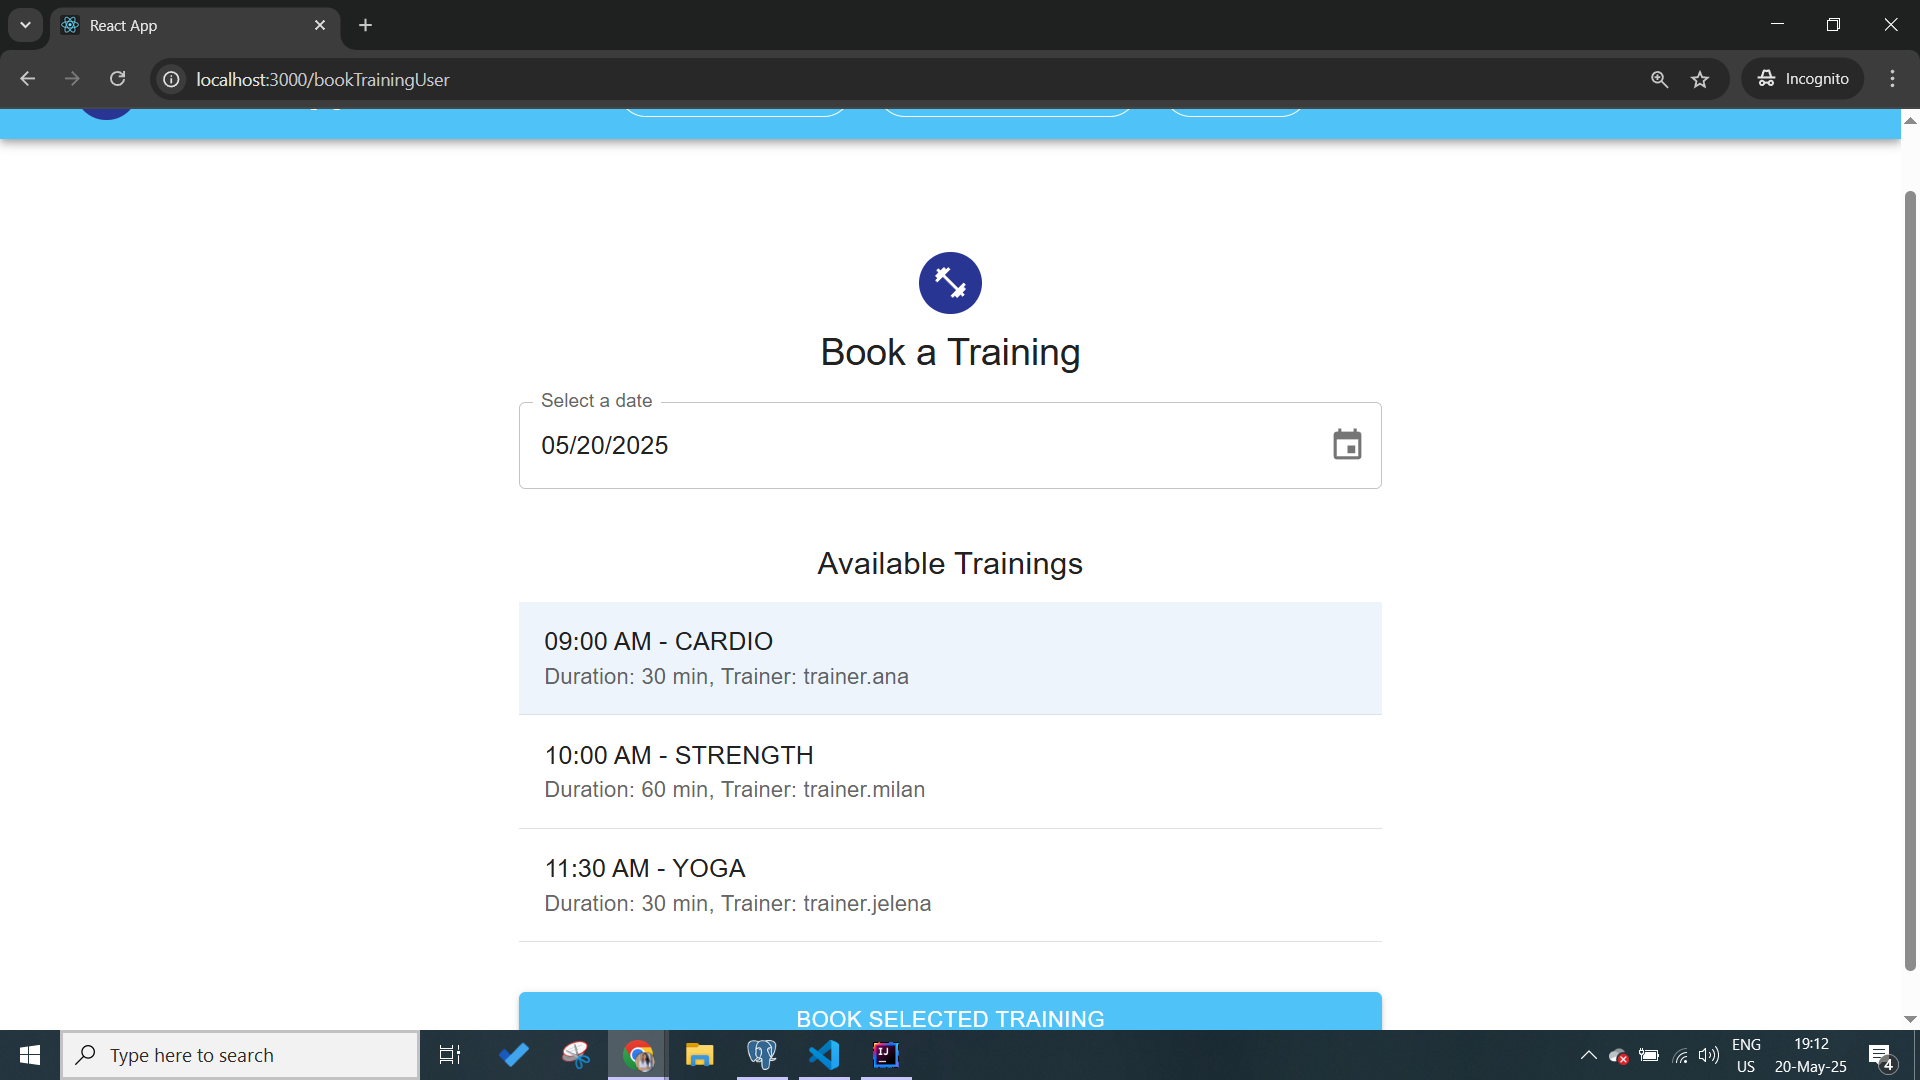 React App
localhost:3000/bookTrainingUser
Incognito
Book a Training
Select a date
05/20/2025
Available Trainings
09:00 AM - CARDIO
Duration: 30 min, Trainer: trainer.ana
10:00 AM - STRENGTH
Duration: 60 min, Trainer: trainer.milan
11:30 AM - YOGA
Duration: 30 min, Trainer: trainer.jelena
BOOK SELECTED TRAINING
Type here to search
IJ
ENG
US
19:12
20-May-25
4